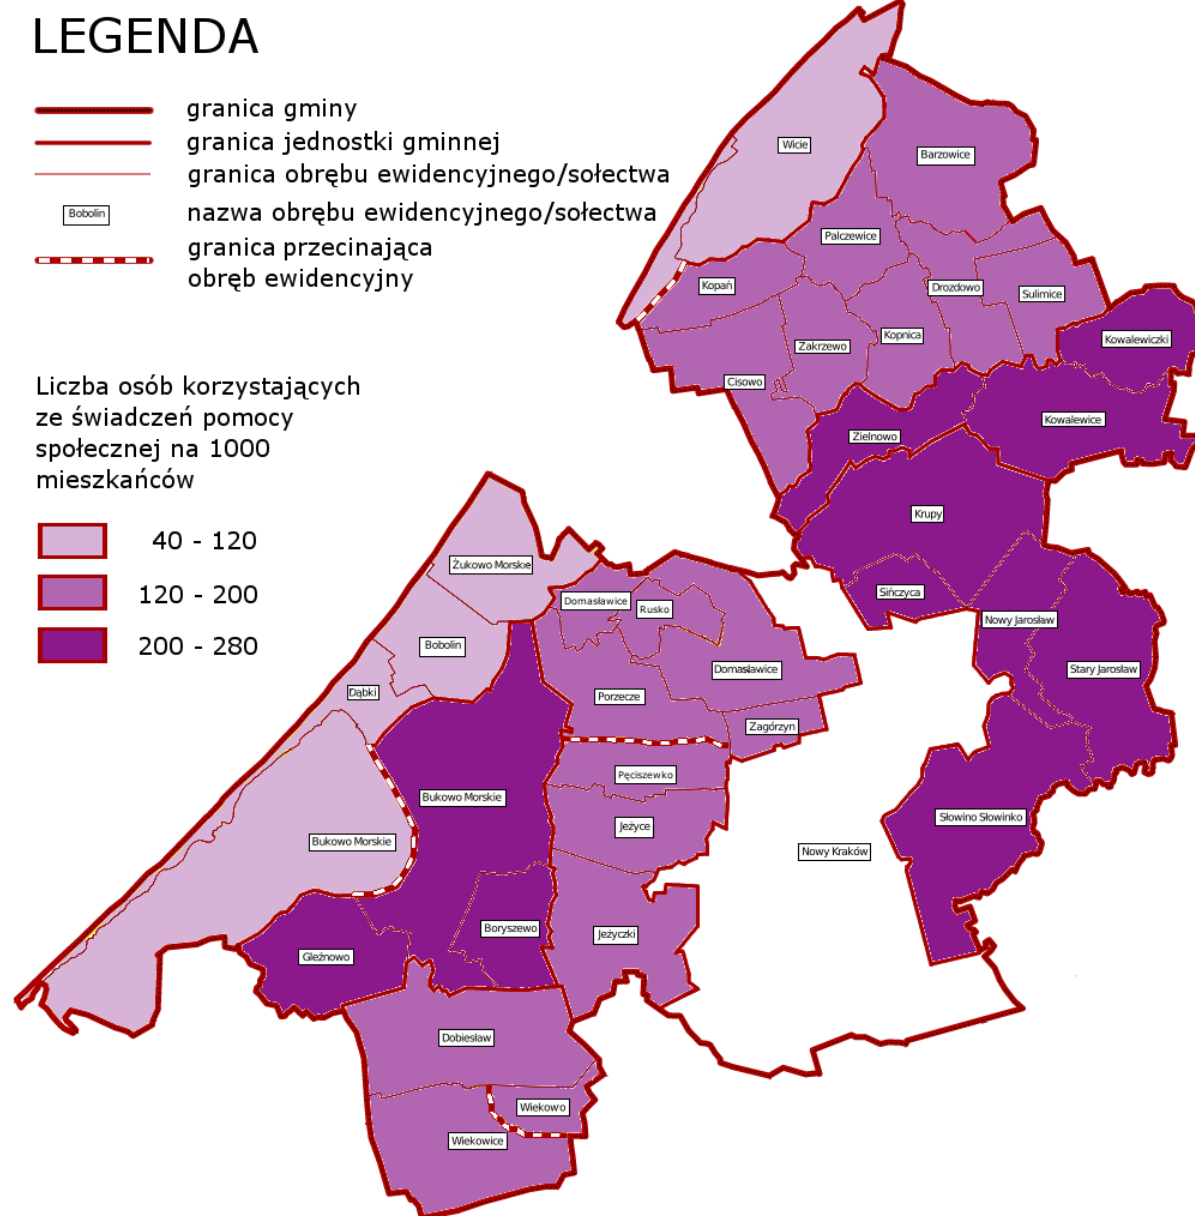 LEGENDA
granica gminy
granica jednostki gminnej
granica obrębu ewidencyjnego/sołectwa
Bobolin
nazwa obrębu ewidencyjnego/sołectwa
granica przecinająca
obręb ewidencyjny
Liczba osób korzystających
ze świadczeń pomocy
społecznej na 1000
mieszkańców
40 - 120
120 - 200
200 - 280
Wicie
Barzowice
Palczewice
Kopań
Drozdowo
Sulimice
Kopnica
Zakrzewo
Kowalewiczki
Cisowo
Kowalewice
Zielnowo
Krupy
Żukowo Morskie
Sińczyca
Domasławice
Rusko
Nowy Jarosław
Bobolin
Domasławice
Stary Jarosław
Dąbki
Porzecze
Zagórzyn
Pęciszewko
Bukowo Morskie
Słowino Słowinko
Jeżyce
Bukowo Morskie
Nowy Kraków
Boryszewo
Jeżyczki
Gleźnowo
Dobiesław
Wiekowo
Wiekowice